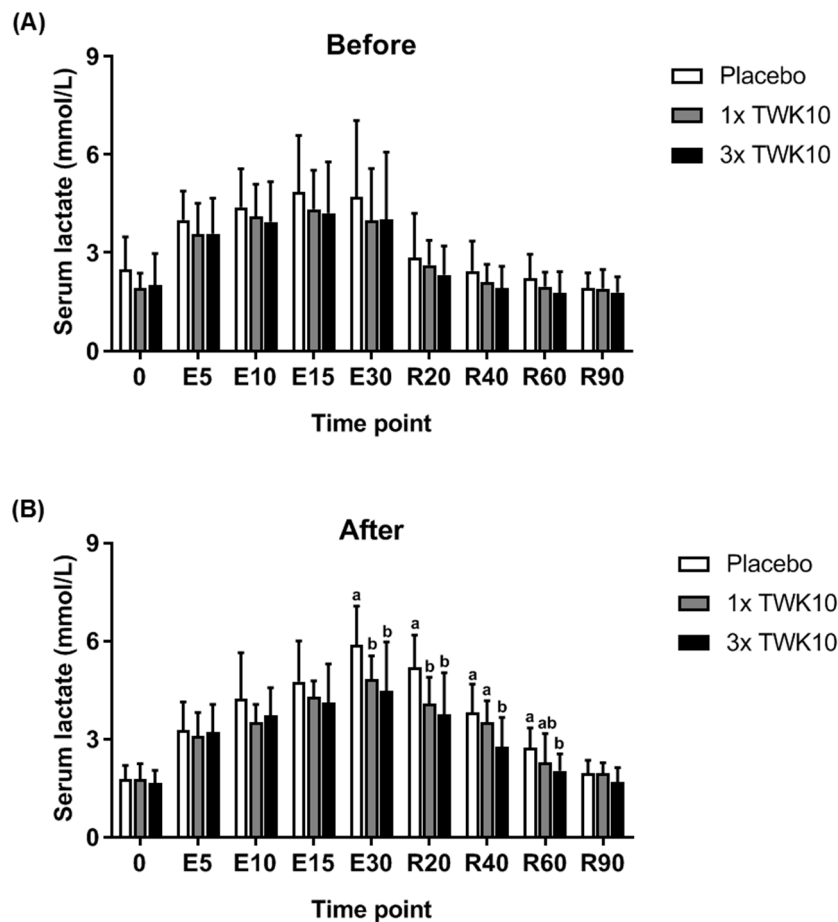 (A)
Before
Serum lactate (mmol/L)
9
6
3
0
0 E5 E10 E15 E30 R20 R40 R60 R90
Time point
Placebo
1x TWK10
3x TWK10
(B)
After
Serum lactate (mmol/L)
9
6
3
0
a b b a b b a a b a ab b
0 E5 E10 E15 E30 R20 R40 R60 R90
Time point
Placebo
1x TWK10
3x TWK10